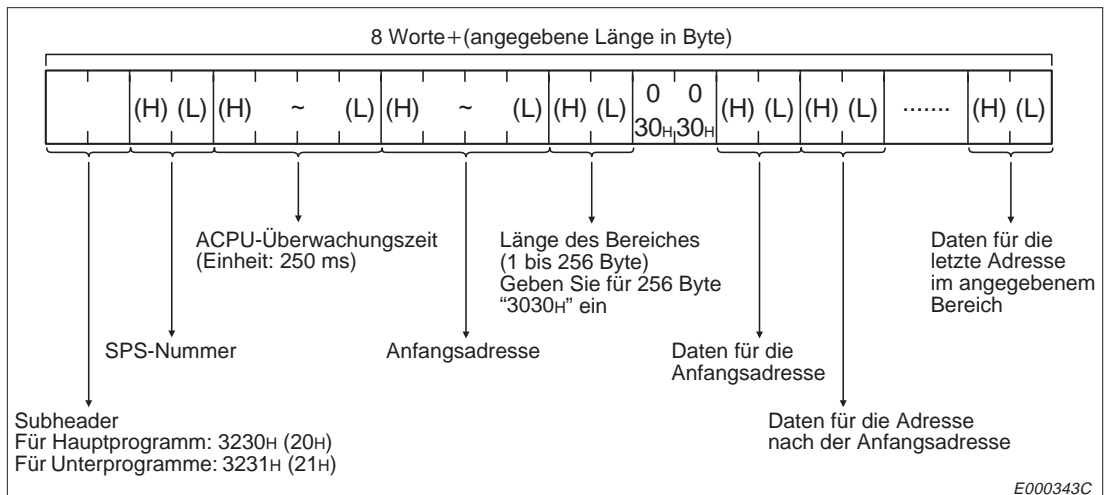 8 Worte+(angegebene Länge in Byte)
(H) (L) (H) ~ (L) (H) ~ (L) (H) (L) 0 0 (H) (L) (H) (L) ······· (H) (L)
30H 30H
ACPU-Überwachungszeit
(Einheit: 250 ms)
Länge des Bereiches
(1 bis 256 Byte)
Geben Sie für 256 Byte
“3030H” ein
Daten für die
letzte Adresse
im angegebenem
Bereich
SPS-Nummer
Anfangsadresse
Daten für die
Anfangsadresse
Subheader
Für Hauptprogramm: 3230H (20H)
Für Unterprogramme: 3231H (21H)
Daten für die Adresse
nach der Anfangsadresse
E000343C